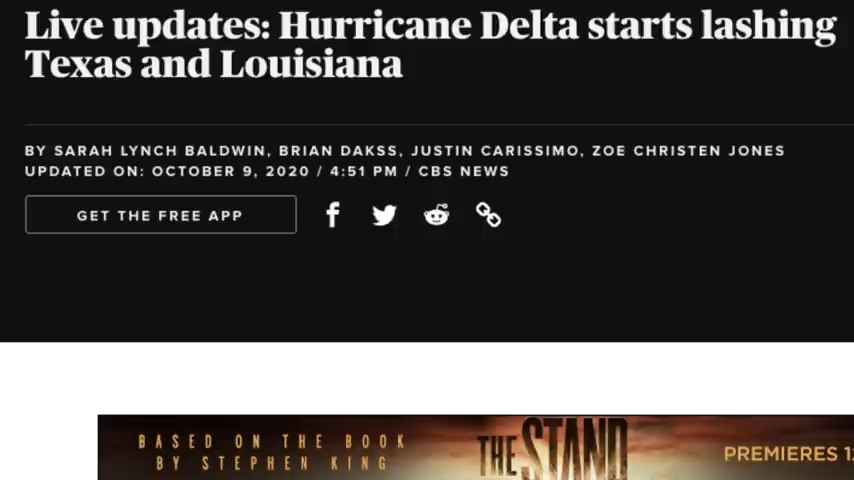 Live updates: Hurricane Delta starts lashing
Texas and Louisiana
BY SARAH LYNCH BALDWIN, BRIAN DAKSS, JUSTIN CARISSIMO, ZOE CHRISTEN JONES
UPDATED ON: OCTOBER 9, 2020 / 4:51 PM / CBS NEWS
GET THE FREE APP
BASED ON THE BOOK
BY STEPHEN KING
THE STAND
PREMIERES